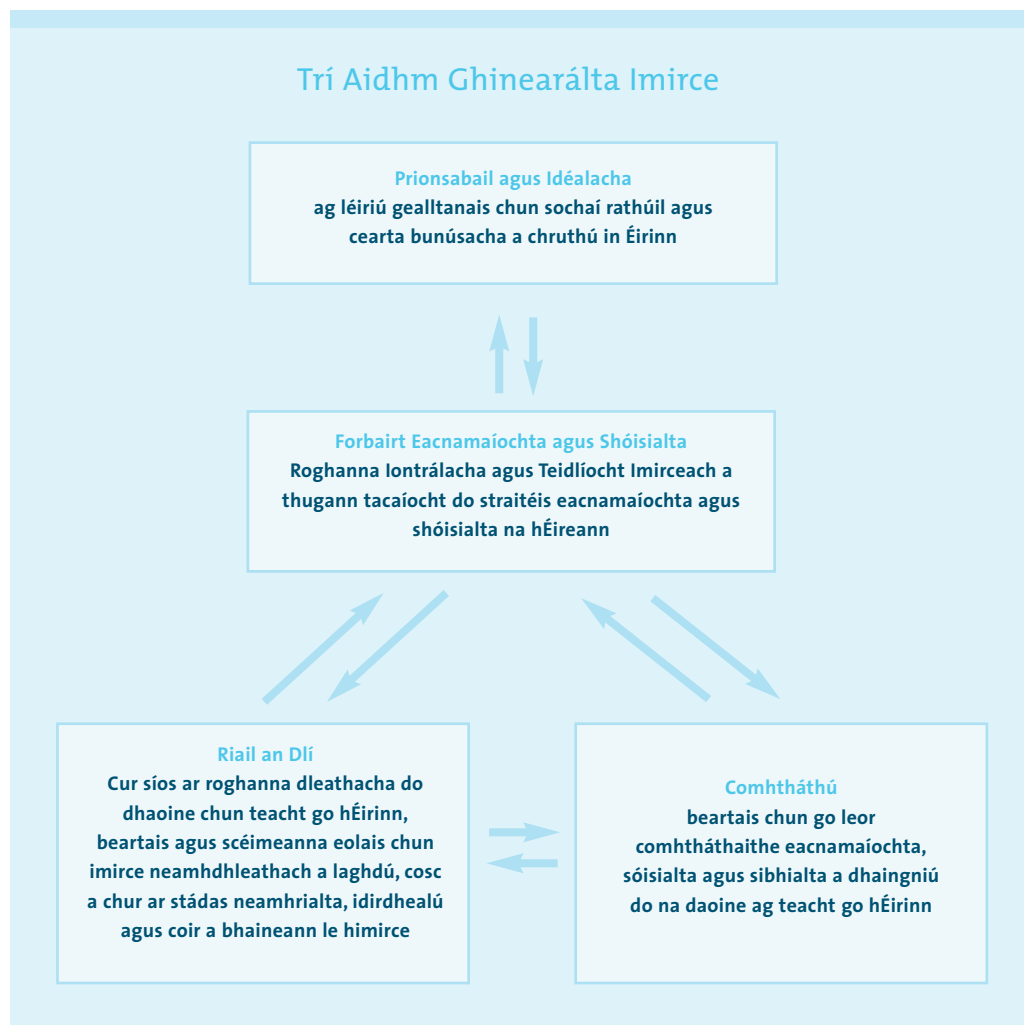 Trí Aidhm Ghinearálta Imirce
Prionsabail agus Idéalacha
ag léiriú gealltanais chun sochaí rathúil agus
cearta bunúsacha a chruthú in Éirinn
Forbairt Eacnamaíochta agus Shóisialta
Roghanna Iontrálacha agus Teidlíocht Imirceach a
thugann tacaíocht do straitéis eacnamaíochta agus
shóisialta na hÉireann
Riail an Dlí
Cur síos ar roghanna dleathacha do
dhaoine chun teacht go hÉirinn,
beartais agus scéimeanna eolais chun
imirce neamhdhleathach a laghdú, cosc
a chur ar stádas neamhrialta, idirdhealú
agus coir a bhaineann le himirce
Comhtháthú
beartais chun go leor
comhtháthaithe eacnamaíochta,
sóisialta agus sibhialta a dhaingniú
do na daoine ag teacht go hÉirinn